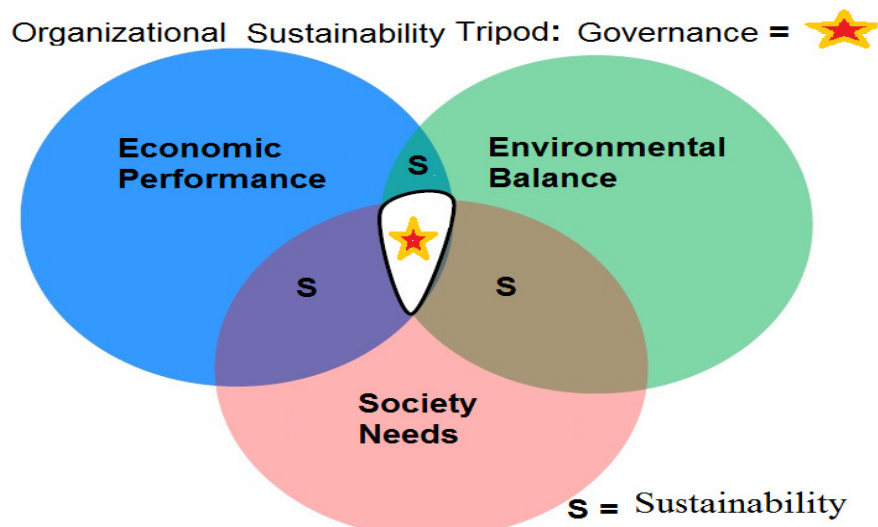 Organizational Sustainability Tripod: Governance =
Economic
Performance
Environmental
Balance
S
S
S
Society
Needs
S = Sustainability